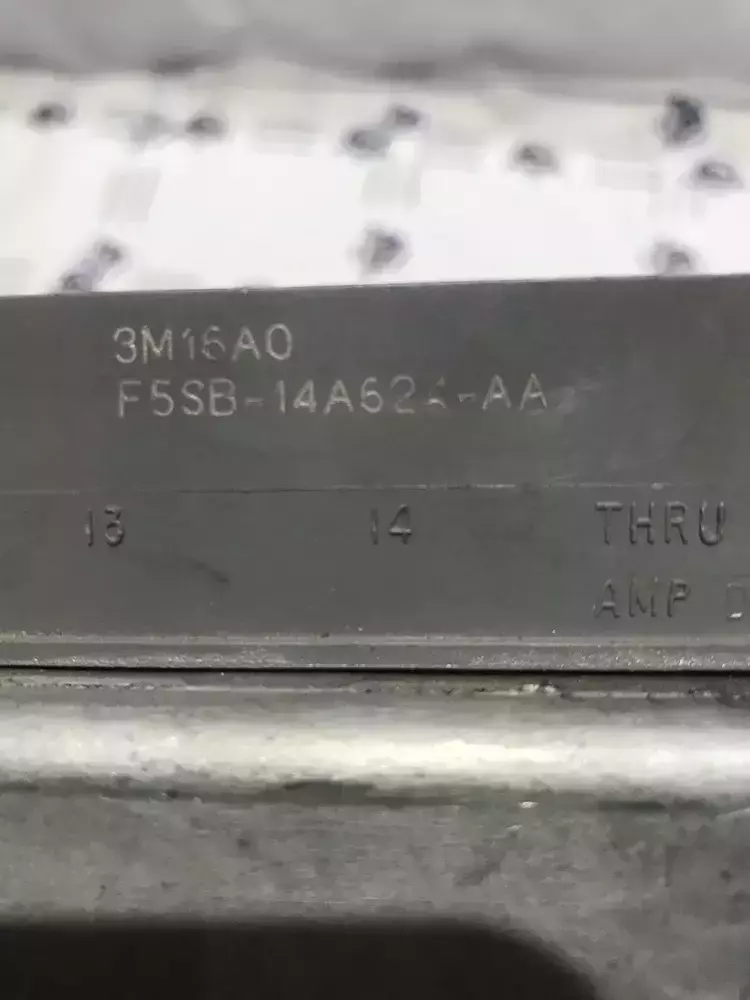 3M16A0
F5SB-14A624-AA
13 14 THRU
AMP